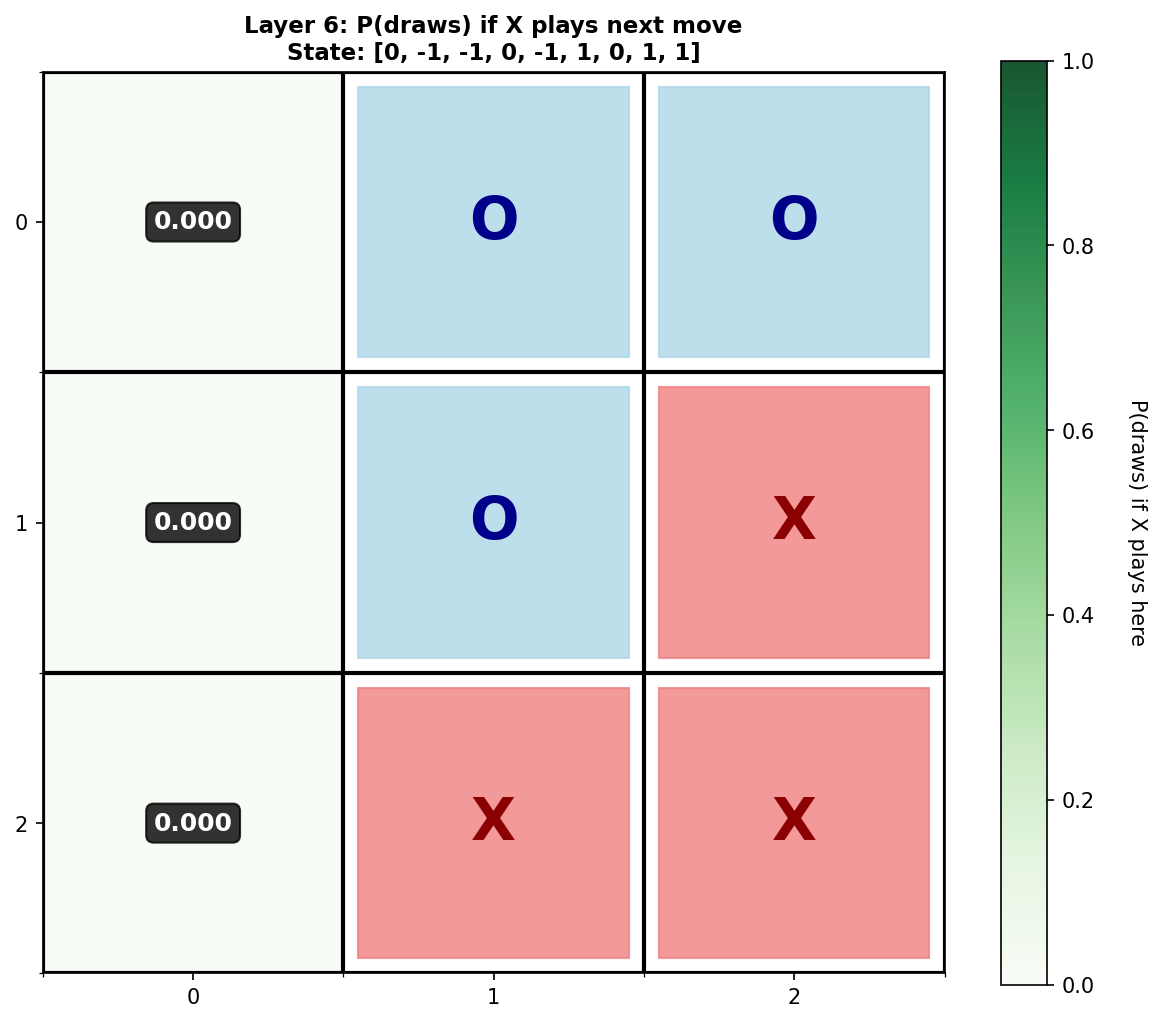 Layer 6: P(draws) if X plays next move
State: [0, -1, -1, 0, -1, 1, 0, 1, 1]
1.0
0
0.000
O
O
0.8
0.6
P(draws) if X plays here
1
0.000
O
X
0.4
0.2
2
0.000
X
X
0.0
0
1
2